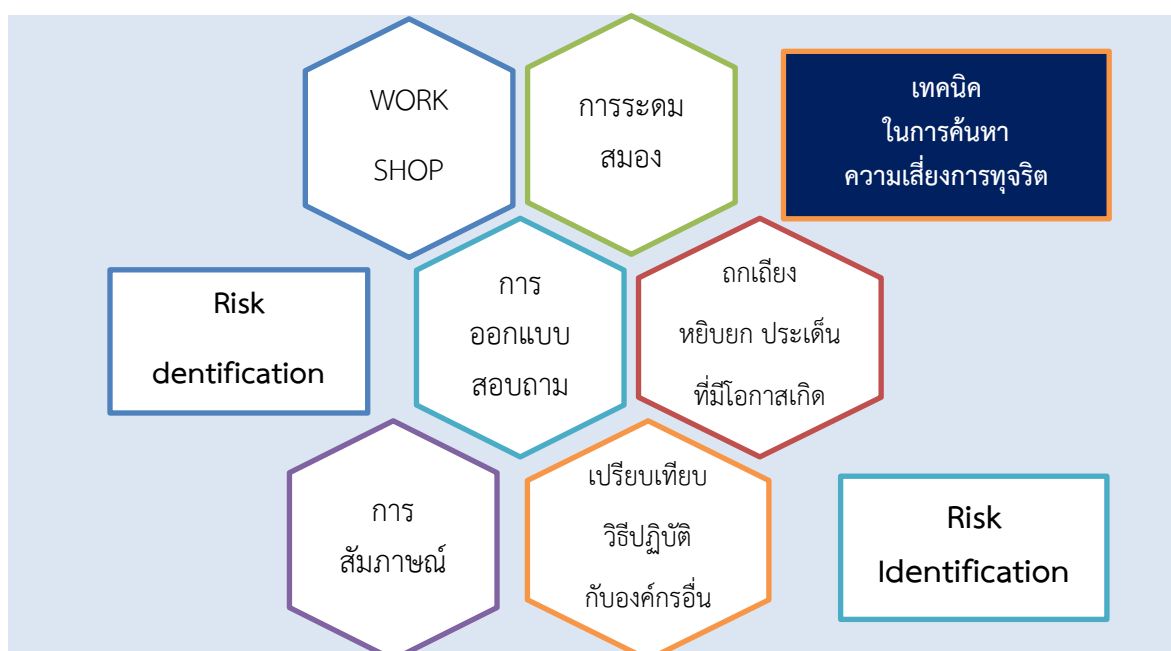 WORK
SHOP
การระดม
สมอง
เทคนิค
ในการค้นหา
ความเสี่ยงการทุจริต
Risk
dentification
การ
ออกแบบ
สอบถาม
ถกเถียง
หยิบยก ประเด็น
ที่มีโอกาสเกิด
การ
สัมภาษณ์
เปรียบเทียบ
วิธีปฏิบัติ
กับองค์กรอื่น
Risk
Identification